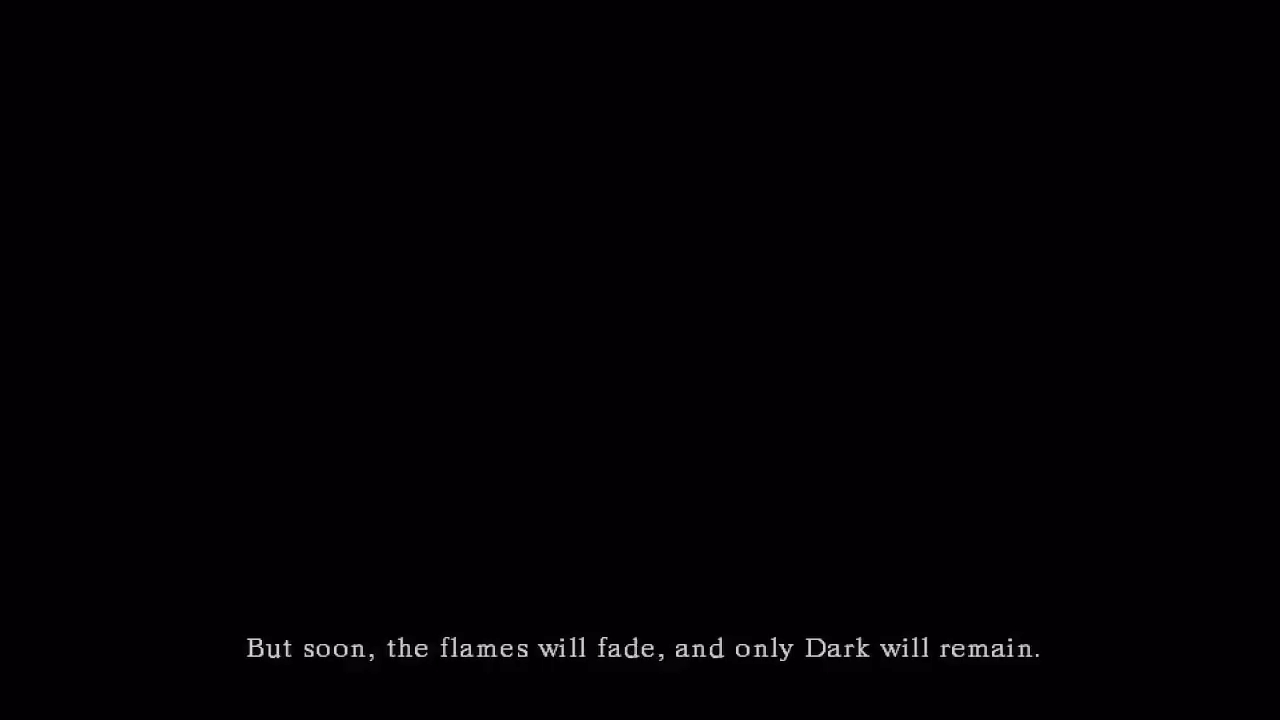 But soon, the flames will fade, and only Dark will remain.